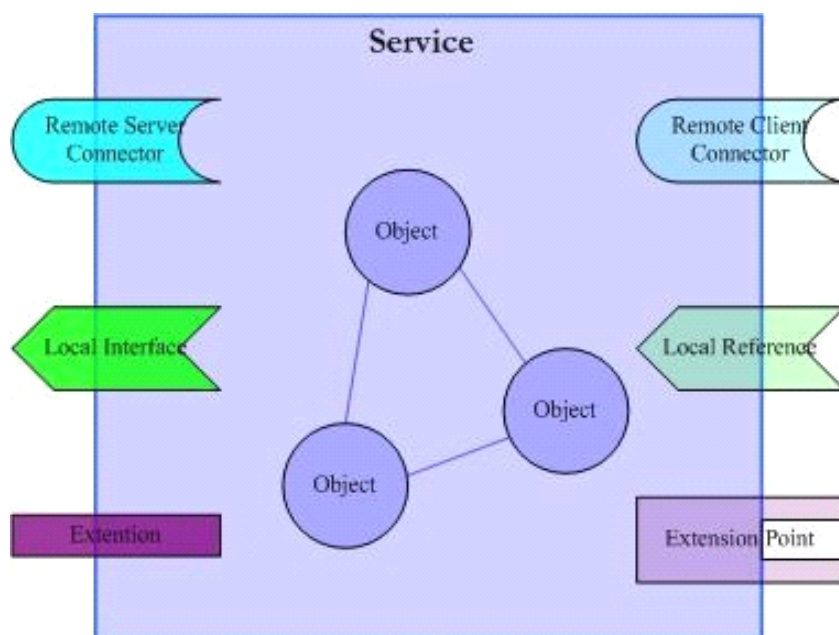 Service
Remote Server
Connector
Remote Client
Connector
Object
Local Interface
Local Reference
Object
Object
Extention
Extension Point